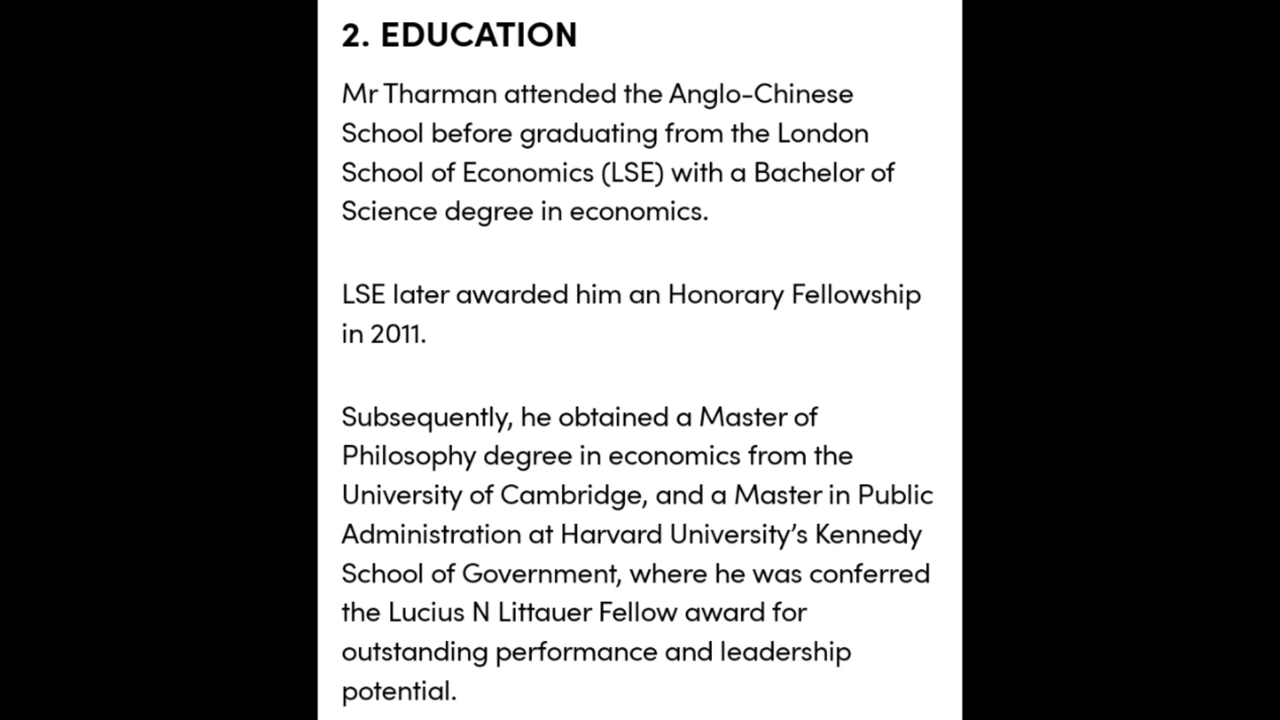 2. EDUCATION
Mr Tharman attended the Anglo-Chinese
School before graduating from the London
School of Economics (LSE) with a Bachelor of
Science degree in economics.
LSE later awarded him an Honorary Fellowship
in 2011.
Subsequently, he obtained a Master of
Philosophy degree in economics from the
University of Cambridge, and a Master in Public
Administration at Harvard University’s Kennedy
School of Government, where he was conferred
the Lucius N Littauer Fellow award for
outstanding performance and leadership
potential.